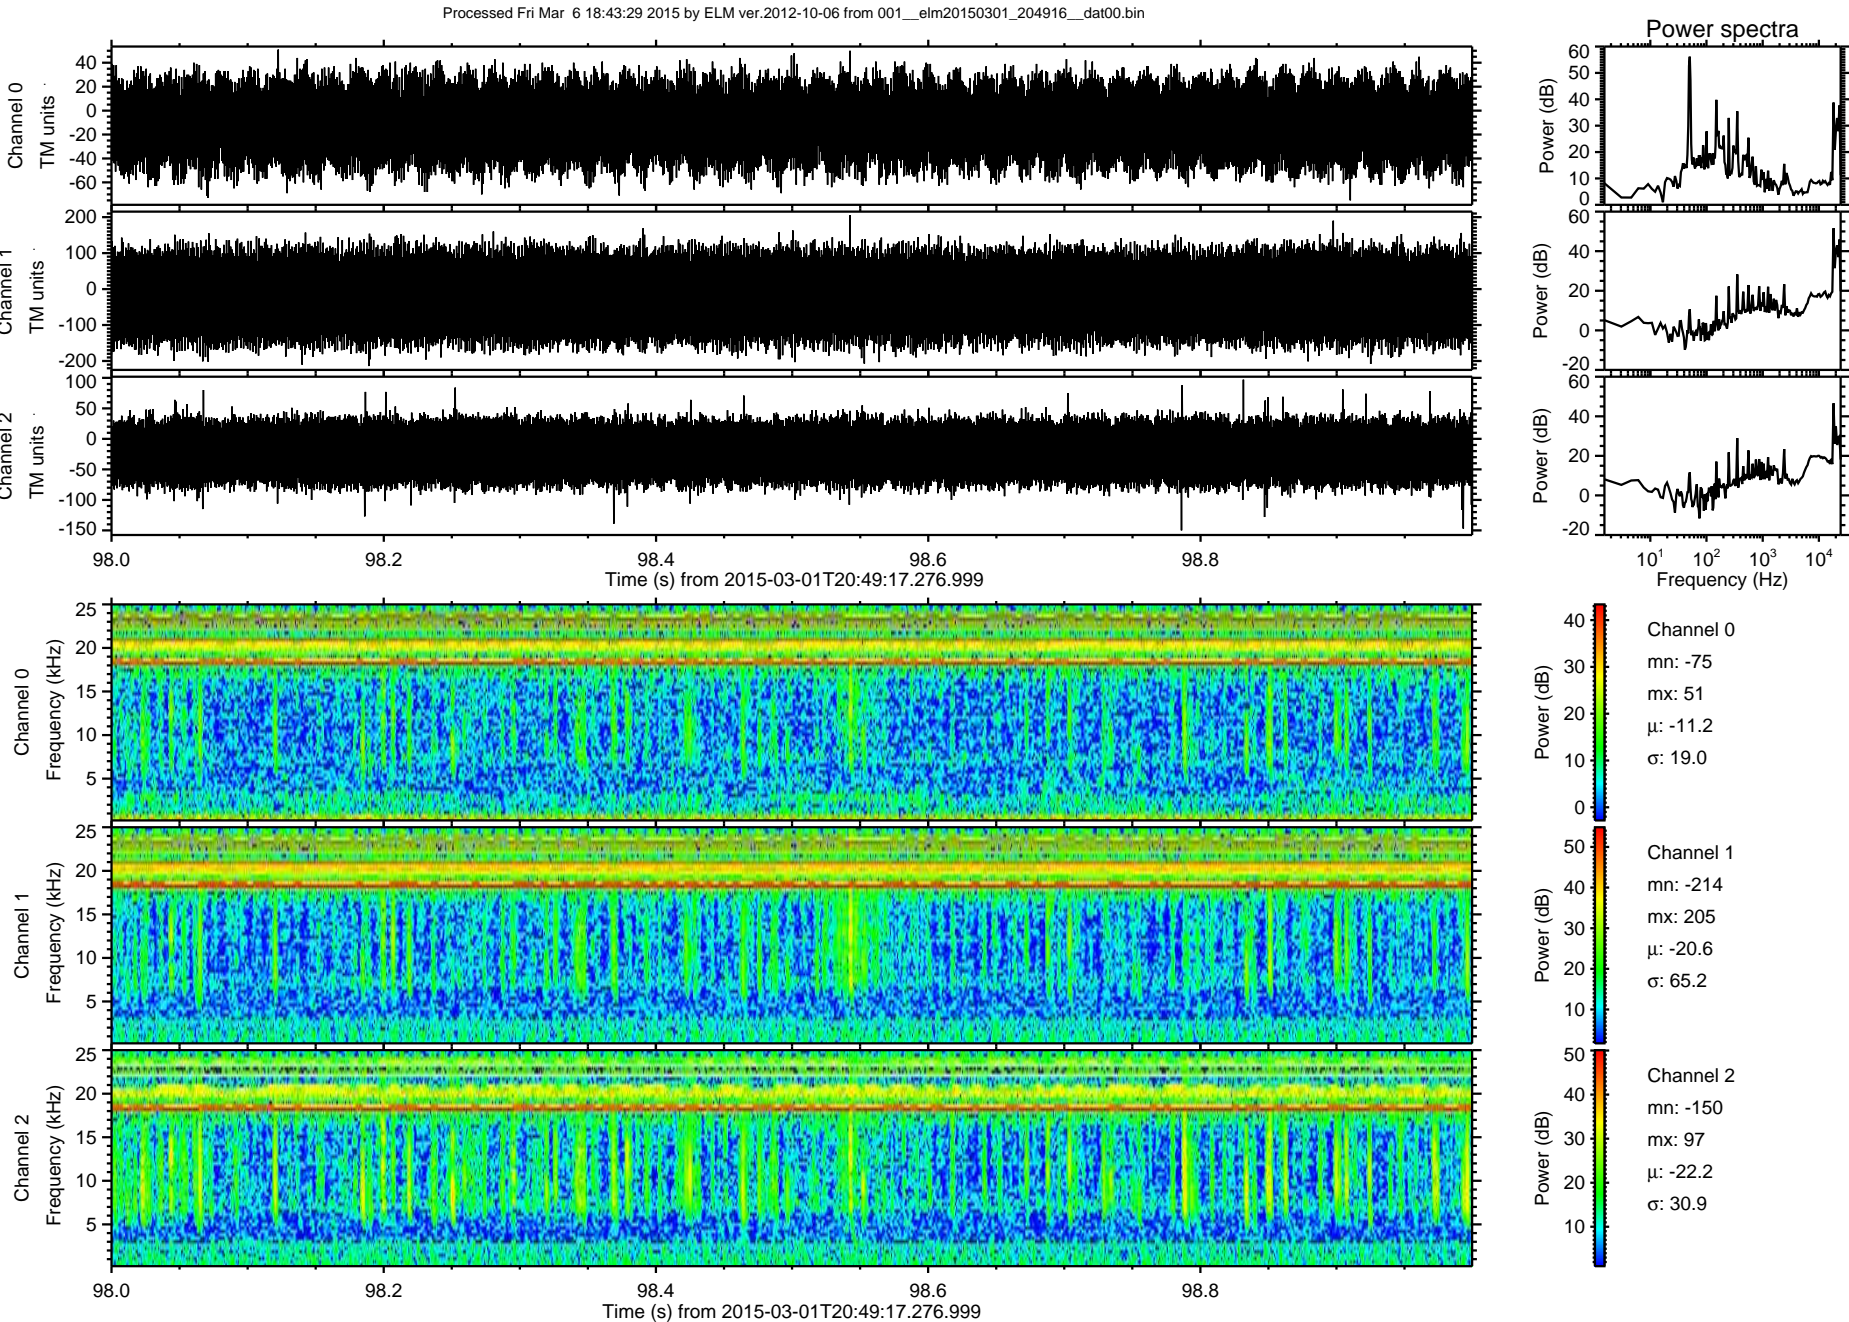 Processed Fri Mar  6 18:43:29 2015 by ELM ver.2012-10-06 from 001__elm20150301_204916__dat00.bin
Power spectra
Channel 0
TM units
40
20
0
-20
-40
-60
Power (dB)
60
50
40
30
20
10
0
Channel 1
TM units
200
100
0
-100
-200
Power (dB)
60
40
20
0
-20
Channel 2
TM units
100
50
0
-50
-100
-150
Power (dB)
60
40
20
0
-20
98.0 98.2 98.4 98.6 98.8
Time (s) from 2015-03-01T20:49:17.276.999
10¹ 10² 10³ 10⁴
Frequency (Hz)
Channel 0
Frequency (kHz)
25
20
15
10
5
Power (dB)
40
30
20
10
0
Channel 0
mn: -75
mx: 51
μ: -11.2
σ: 19.0
Channel 1
Frequency (kHz)
25
20
15
10
5
Power (dB)
50
40
30
20
10
Channel 1
mn: -214
mx: 205
μ: -20.6
σ: 65.2
Channel 2
Frequency (kHz)
25
20
15
10
5
Power (dB)
50
40
30
20
10
Channel 2
mn: -150
mx: 97
μ: -22.2
σ: 30.9
98.0 98.2 98.4 98.6 98.8
Time (s) from 2015-03-01T20:49:17.276.999